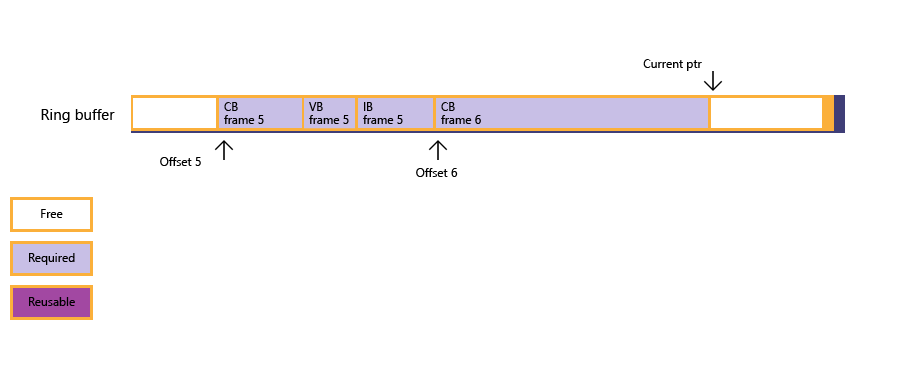 Current ptr
Ring buffer
CB
frame 5
VB
frame 5
IB
frame 5
CB
frame 6
Offset 5
Offset 6
Free
Required
Reusable